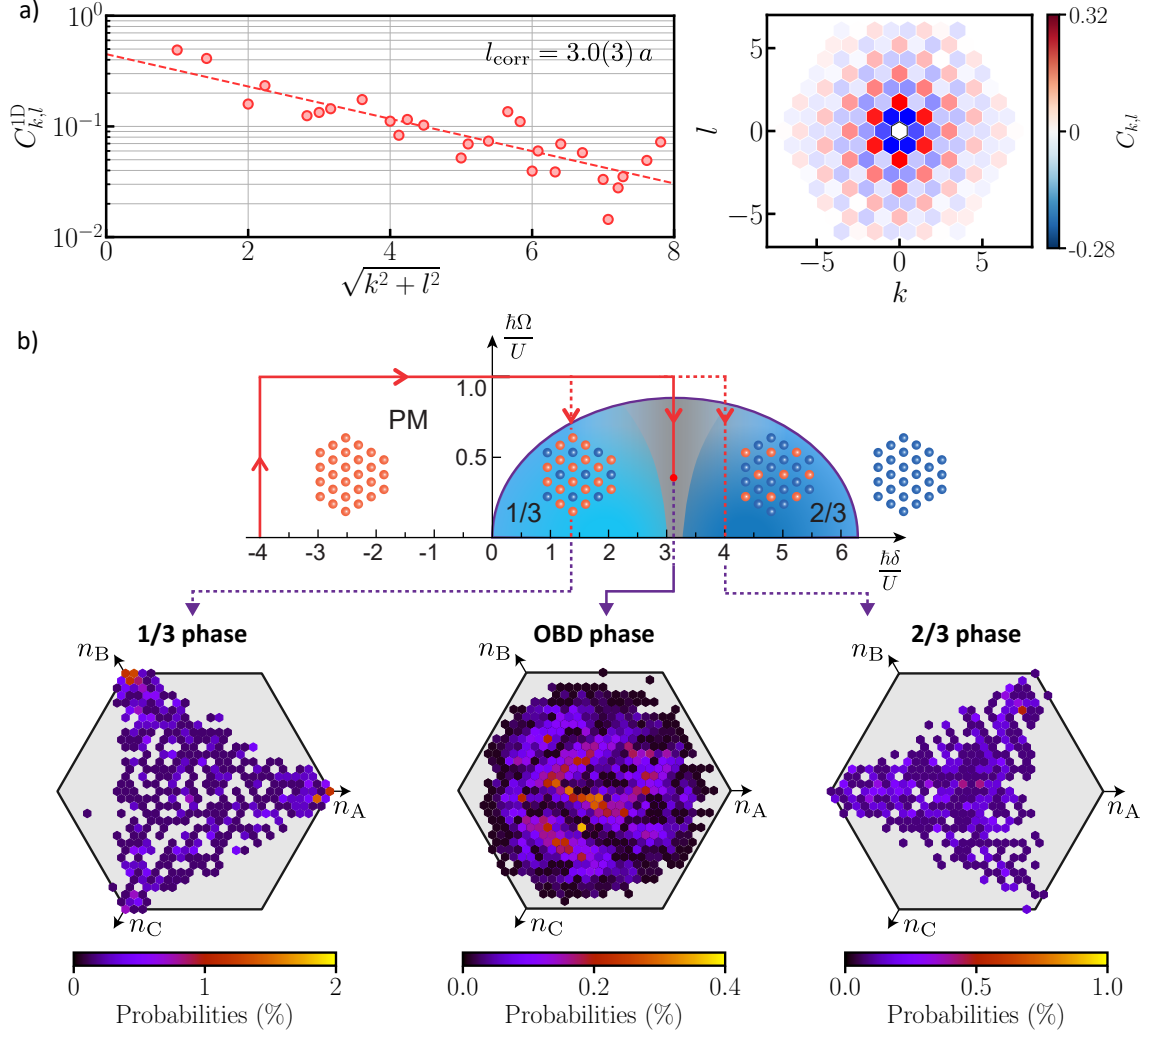 a)
10⁰
10⁻¹
10⁻²
C^{1D}_{k,l}
l_corr = 3.0(3) a
0 2 4 6 8
√(k² + l²)
5
0
−5
l
−5 0 5
k
0.32
0
-0.28
C_{k,l}
b)
ħΩ/U
1.0
0.5
PM
1/3
2/3
-4 -3 -2 -1 0 1 2 3 4 5 6
ħδ/U
1/3 phase
OBD phase
2/3 phase
n_B
n_A
n_C
n_B
n_A
n_C
n_B
n_A
n_C
0 1 2
Probabilities (%)
0.0 0.2 0.4
Probabilities (%)
0.0 0.5 1.0
Probabilities (%)